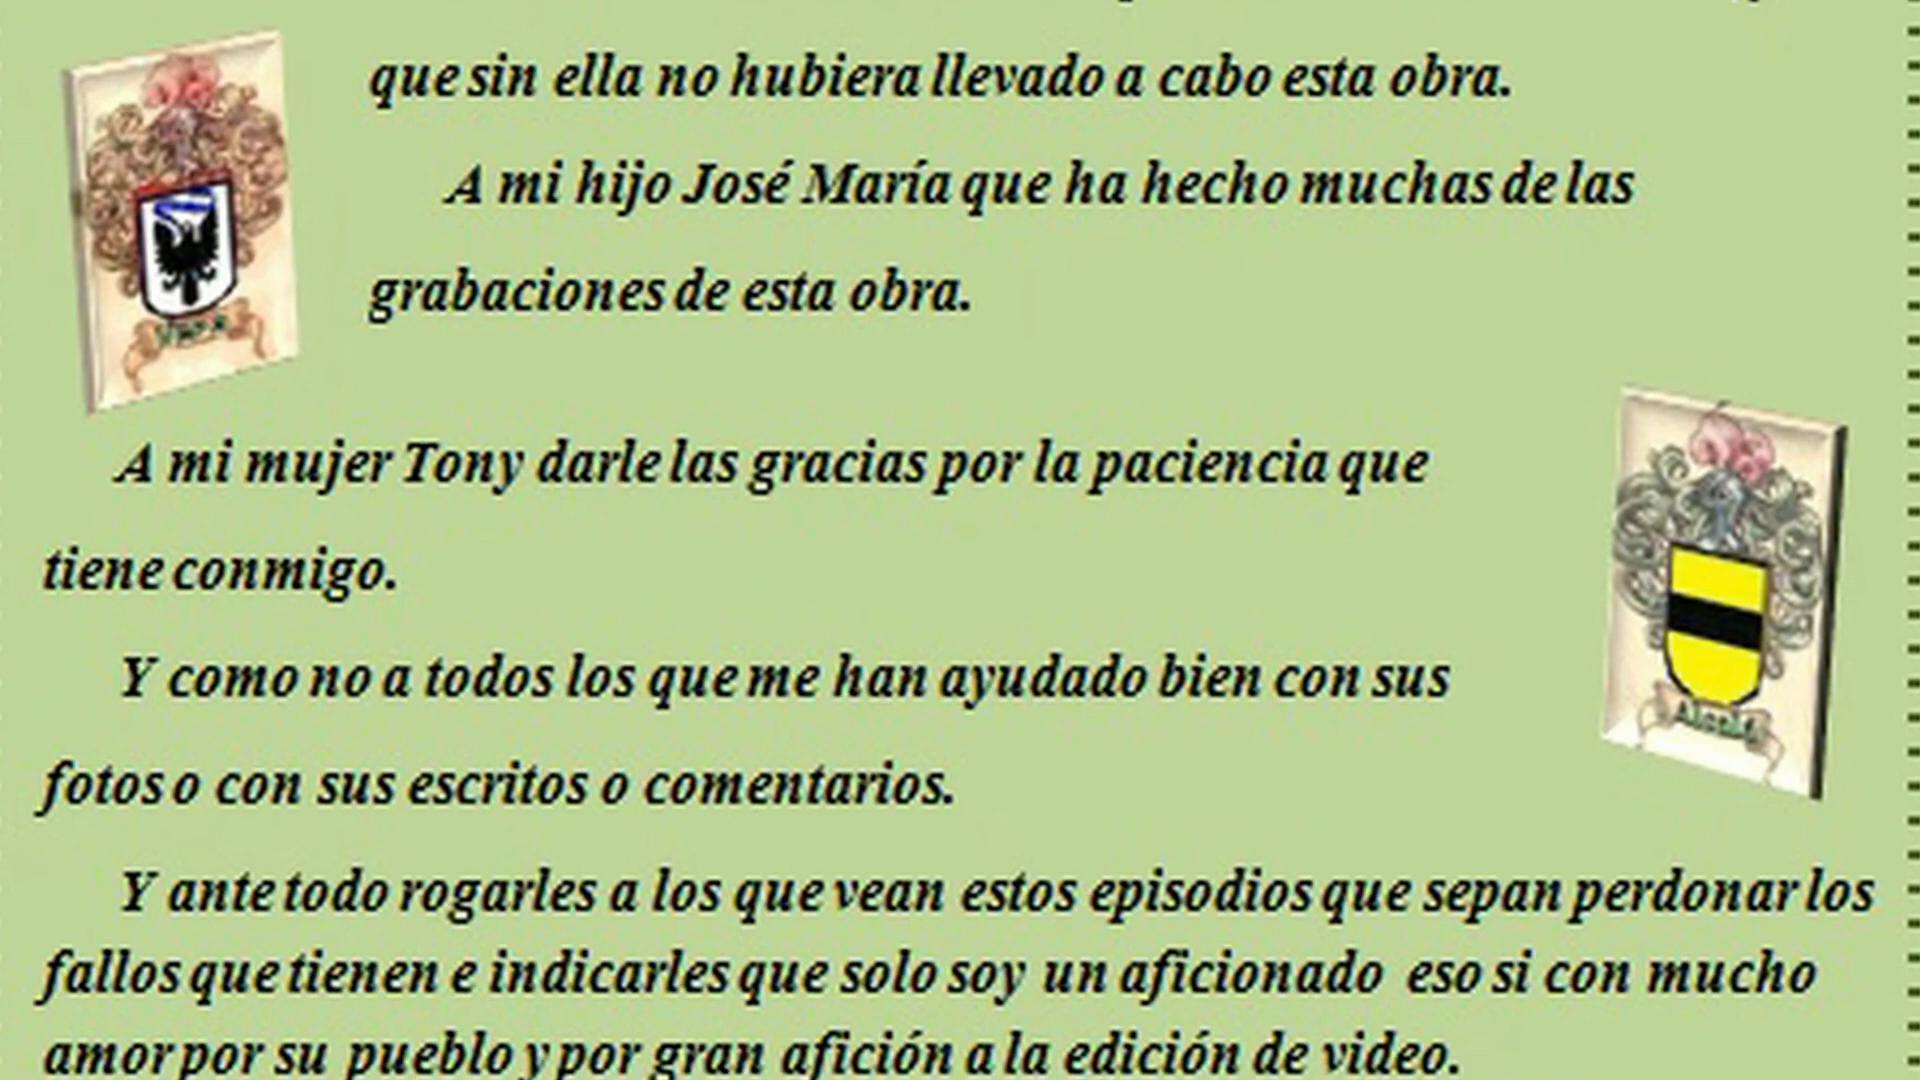 que sin ella no hubiera llevado a cabo esta obra.
A mi hijo José María que ha hecho muchas de las
grabaciones de esta obra.
A mi mujer Tony darle las gracias por la paciencia que
tiene conmigo.
Y como no a todos los que me han ayudado bien con sus
Alcalá
fotos o con sus escritos o comentarios.
Y ante todo rogarles a los que vean estos episodios que sepan perdonar los
fallos que tienen e indicarles que solo soy un aficionado eso si con mucho
amor por su pueblo y por gran afición a la edición de video.